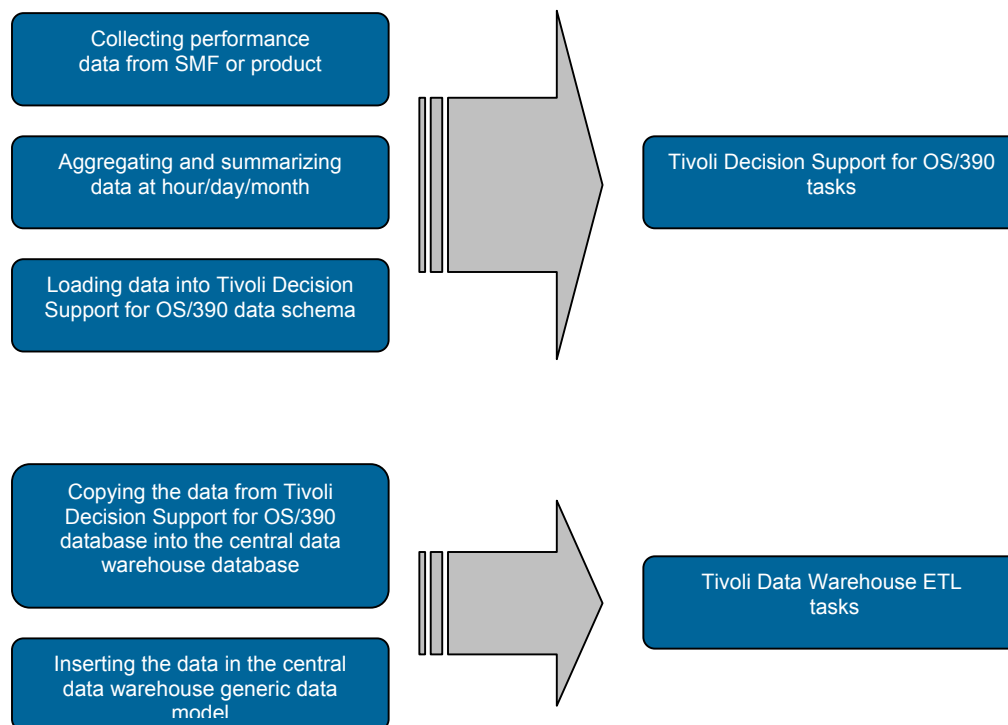 Collecting performance
data from SMF or product
Aggregating and summarizing
data at hour/day/month
Loading data into Tivoli Decision
Support for OS/390 data schema
Tivoli Decision Support for OS/390
tasks
Copying the data from Tivoli
Decision Support for OS/390
database into the central data
warehouse database
Inserting the data in the central
data warehouse generic data
model
Tivoli Data Warehouse ETL
tasks